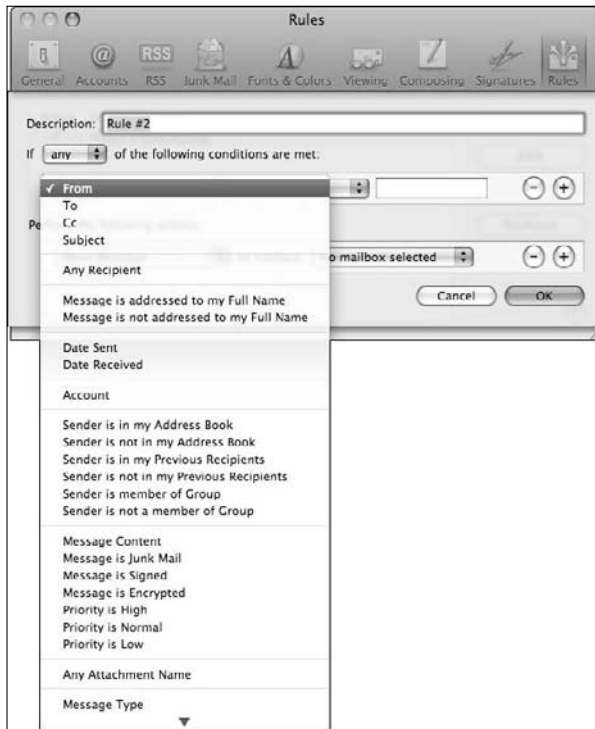 Rules
General Accounts RSS Junk Mail Fonts & Colors Viewing Composing Signatures Rules
RSS
Description: Rule #2
If any of the following conditions are met:
From
To
Cc
Subject
Any Recipient
Message is addressed to my Full Name
Message is not addressed to my Full Name
Date Sent
Date Received
Account
Sender is in my Address Book
Sender is not in my Address Book
Sender is in my Previous Recipients
Sender is not in my Previous Recipients
Sender is member of Group
Sender is not a member of Group
Message Content
Message is Junk Mail
Message is Signed
Message is Encrypted
Priority is High
Priority is Normal
Priority is Low
Any Attachment Name
Message Type
Pe
mailbox selected
Cancel OK